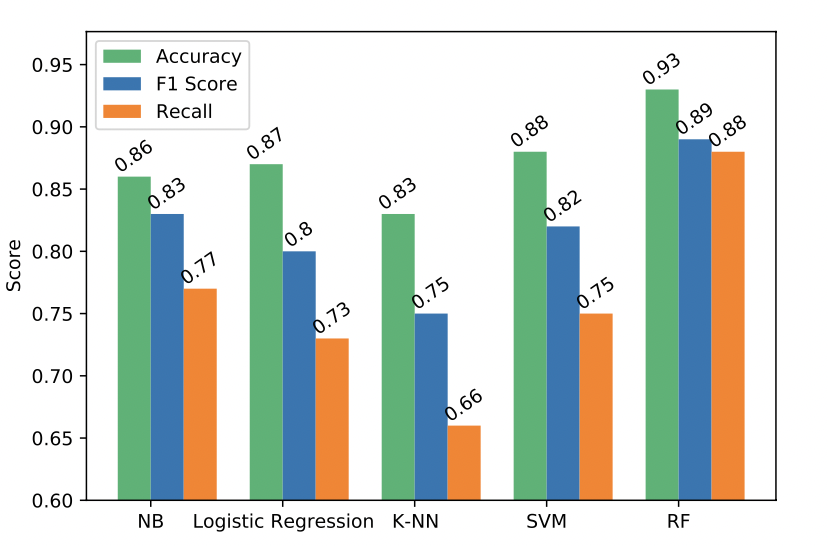 Accuracy
F1 Score
Recall
Score
0.95
0.90
0.85
0.80
0.75
0.70
0.65
0.60
0.86
0.83
0.77
0.87
0.8
0.73
0.83
0.75
0.66
0.88
0.82
0.75
0.93
0.89
0.88
NB
Logistic Regression
K-NN
SVM
RF